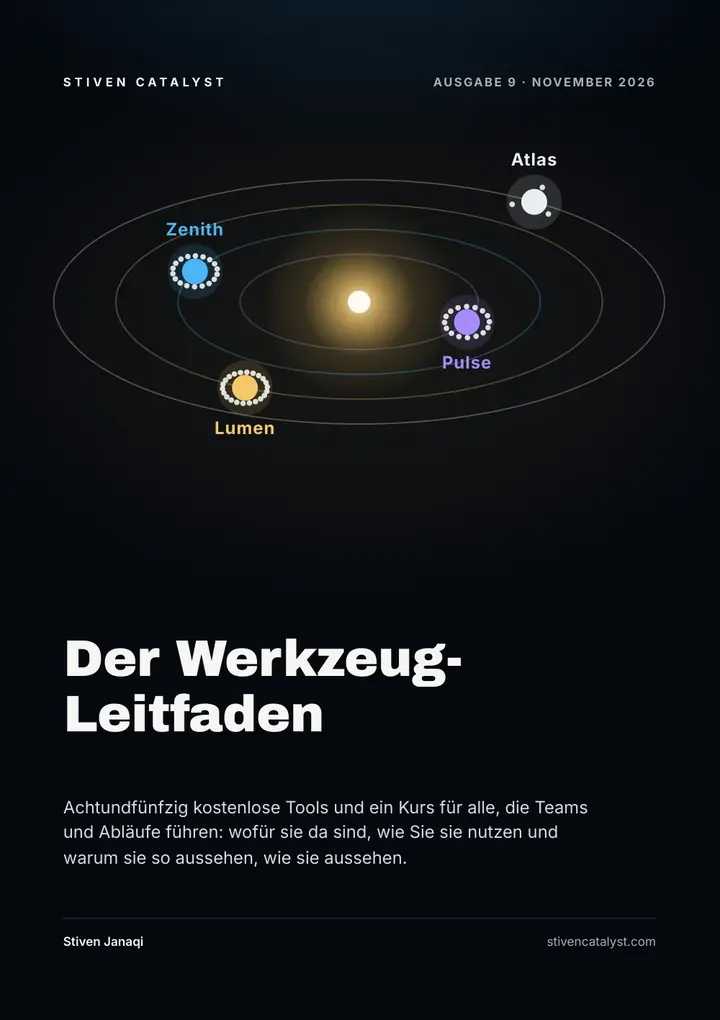 STIVEN CATALYST
AUSGABE 9 · NOVEMBER 2026
Atlas
Zenith
Pulse
Lumen
Der Werkzeug-
Leitfaden
Achtundfünfzig kostenlose Tools und ein Kurs für alle, die Teams
und Abläufe führen: wofür sie da sind, wie Sie sie nutzen und
warum sie so aussehen, wie sie aussehen.
Stiven Janaqi
stivencatalyst.com